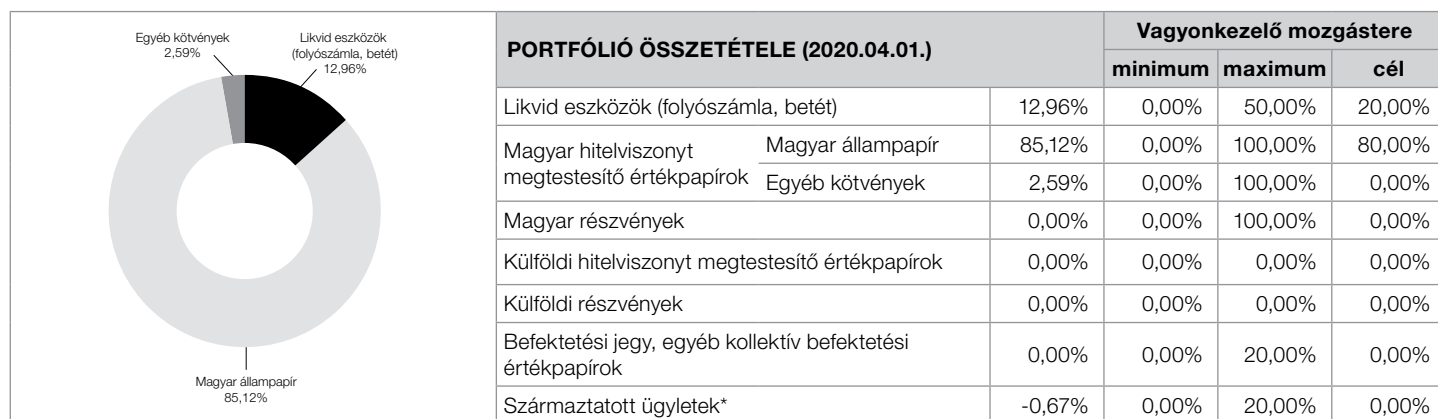 Egyéb kötvények
2,59%
Likvid eszközök
(folyószámla, betét)
12,96%
Magyar állampapír
85,12%
PORTFÓLIÓ ÖSSZETÉTELE (2020.04.01.) Vagyonkezelő mozgástere
minimum maximum cél
Likvid eszközök (folyószámla, betét) 12,96% 0,00% 50,00% 20,00%
Magyar hitelviszonyt
megtestesítő értékpapírok
Magyar állampapír 85,12% 0,00% 100,00% 80,00%
Egyéb kötvények 2,59% 0,00% 100,00% 0,00%
Magyar részvények 0,00% 0,00% 100,00% 0,00%
Külföldi hitelviszonyt megtestesítő értékpapírok 0,00% 0,00% 0,00% 0,00%
Külföldi részvények 0,00% 0,00% 0,00% 0,00%
Befektetési jegy, egyéb kollektív befektetési
értékpapírok 0,00% 0,00% 20,00% 0,00%
Származtatott ügyletek* -0,67% 0,00% 20,00% 0,00%